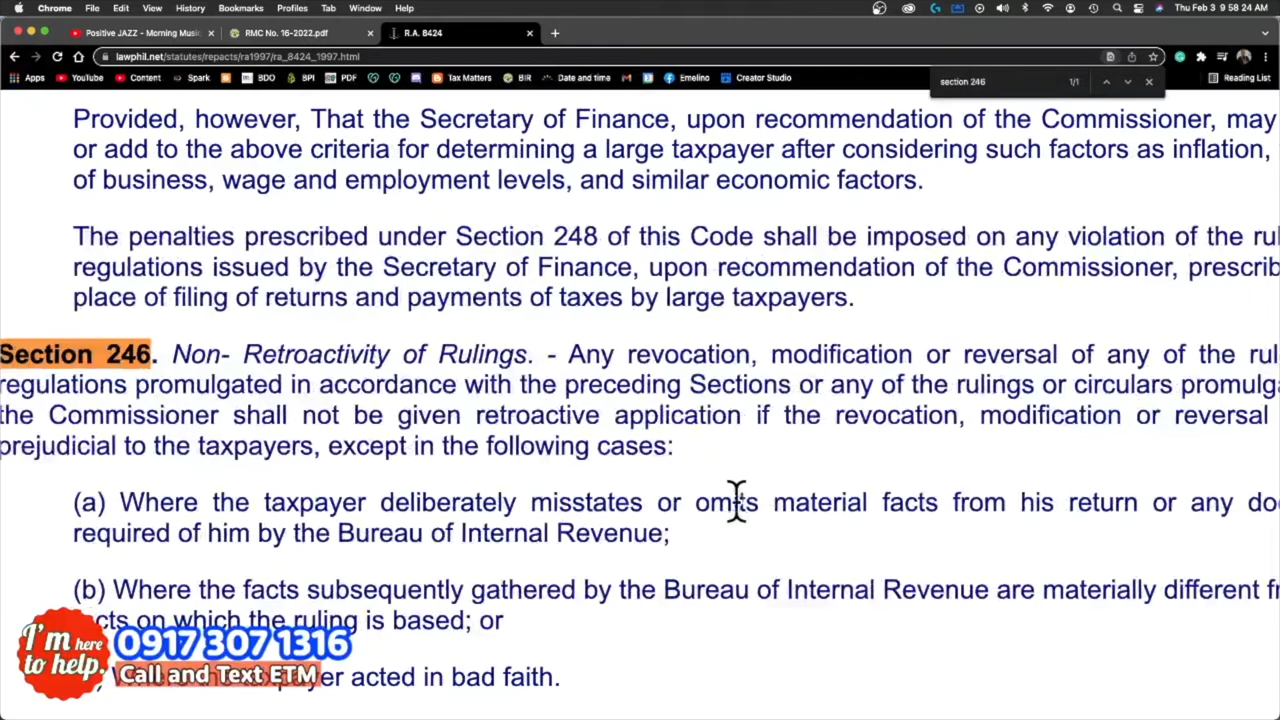 Chrome File Edit View History Bookmarks Profiles Tab Window Help Thu Feb 3 9 58 24 AM
Positive JAZZ - Morning Music × RMC No. 16-2022.pdf × R.A. 8424 × +
lawphil.net/statutes/repacts/ra1997/ra_8424_1997.html
Apps YouTube Content Spark BDO BPI PDF Tax Matters BIR Date and time Emelino Creator Studio Reading List
section 246 1/1
Provided, however, That the Secretary of Finance, upon recommendation of the Commissioner, may
or add to the above criteria for determining a large taxpayer after considering such factors as inflation,
of business, wage and employment levels, and similar economic factors.
The penalties prescribed under Section 248 of this Code shall be imposed on any violation of the rul
regulations issued by the Secretary of Finance, upon recommendation of the Commissioner, prescrib
place of filing of returns and payments of taxes by large taxpayers.
Section 246. Non- Retroactivity of Rulings. - Any revocation, modification or reversal of any of the rul
regulations promulgated in accordance with the preceding Sections or any of the rulings or circulars promulga
the Commissioner shall not be given retroactive application if the revocation, modification or reversal
prejudicial to the taxpayers, except in the following cases:
(a) Where the taxpayer deliberately misstates or omits material facts from his return or any doc
required of him by the Bureau of Internal Revenue;
(b) Where the facts subsequently gathered by the Bureau of Internal Revenue are materially different fr
cts on which the ruling is based; or
yer acted in bad faith.
I'm here
to help.
0917 307 1316
Call and Text ETM